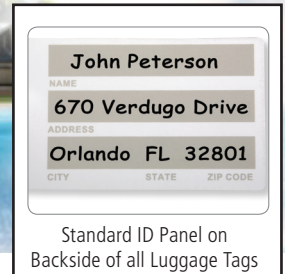 John Peterson
NAME
670 Verdugo Drive
ADDRESS
Orlando FL 32801
CITY STATE ZIP CODE
Standard ID Panel on
Backside of all Luggage Tags